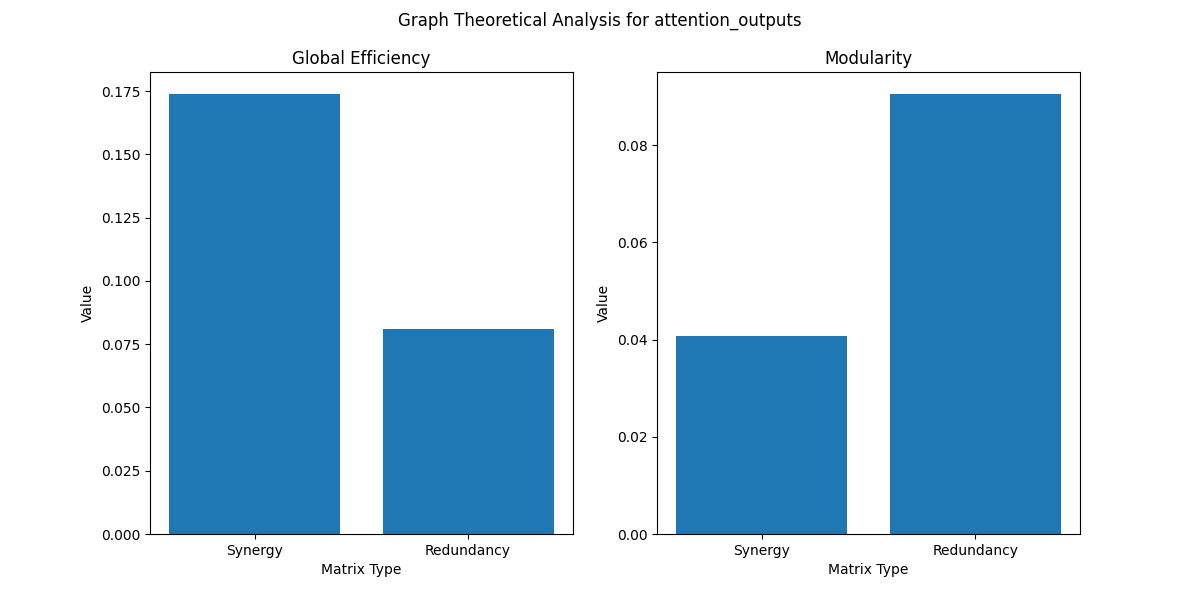 Graph Theoretical Analysis for attention_outputs
Global Efficiency
0.175
0.150
0.125
0.100
0.075
0.050
0.025
0.000
Value
Synergy
Redundancy
Matrix Type
Modularity
0.08
0.06
0.04
0.02
0.00
Value
Synergy
Redundancy
Matrix Type